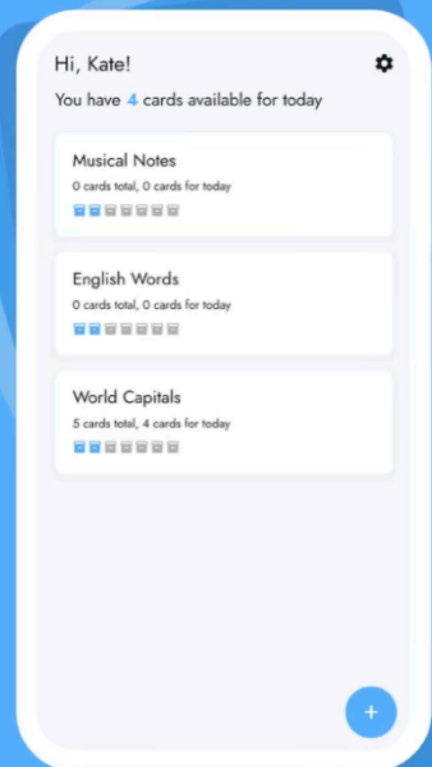 Hi, Kate!
You have 4 cards available for today
Musical Notes
0 cards total, 0 cards for today
English Words
0 cards total, 0 cards for today
World Capitals
5 cards total, 4 cards for today
+